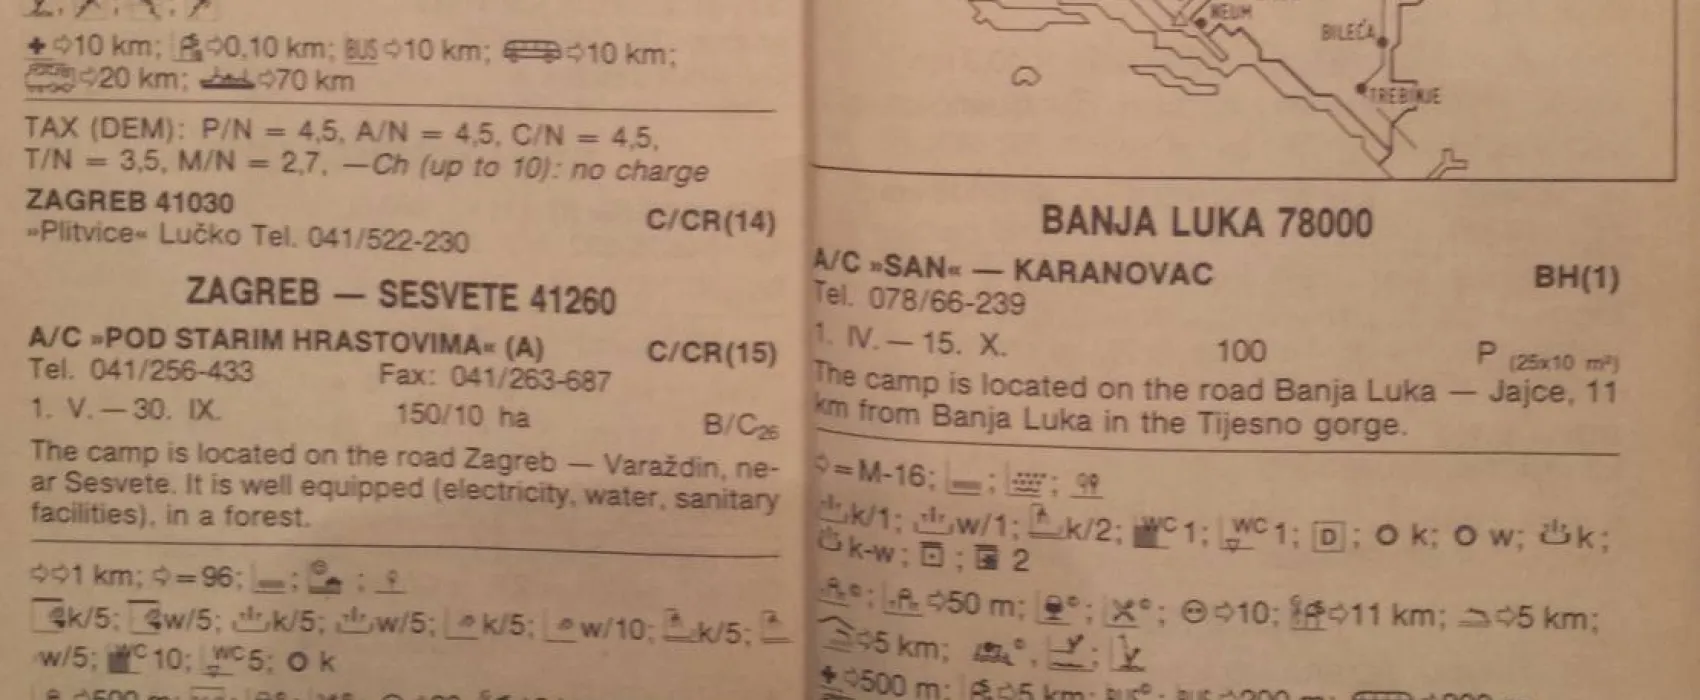 + ⇨10 km; ⇨0,10 km; BUS ⇨10 km; ⇨10 km;
⇨20 km; ⇨70 km
TAX (DEM): P/N = 4,5, A/N = 4,5, C/N = 4,5,
T/N = 3,5, M/N = 2,7, —Ch (up to 10): no charge
ZAGREB 41030
C/CR(14)
»Plitvice« Lučko Tel. 041/522-230
ZAGREB — SESVETE 41260
A/C »POD STARIM HRASTOVIMA« (A) C/CR(15)
Tel. 041/256-433 Fax: 041/263-687
1. V.— 30. IX. 150/10 ha B/C26
The camp is located on the road Zagreb — Varaždin, ne-
ar Sesvete. It is well equipped (electricity, water, sanitary
facilities), in a forest.
⇨⇨1 km; ⇨=96; ; ;
k/5; w/5; k/5; w/5; k/5; w/10; k/5;
w/5; WC 10; WC 5; O k
⇨500 m;
NEUM
BILEĆA
TREBINJE
BANJA LUKA 78000
A/C »SAN« — KARANOVAC BH(1)
Tel. 078/66-239
1. IV.— 15. X. 100 P (25x10 m²)
The camp is located on the road Banja Luka — Jajce, 11
km from Banja Luka in the Tijesno gorge.
⇨=M-16; ; ;
k/1; w/1; k/2; WC 1; WC 1; D; O k; O w; k;
k-w; ; 2
; ⇨50 m; ; ; ⇨10; ⇨11 km; ⇨5 km;
⇨5 km; , ;
+ ⇨500 m; ⇨5 km; BUS ; BUS ⇨200 m;